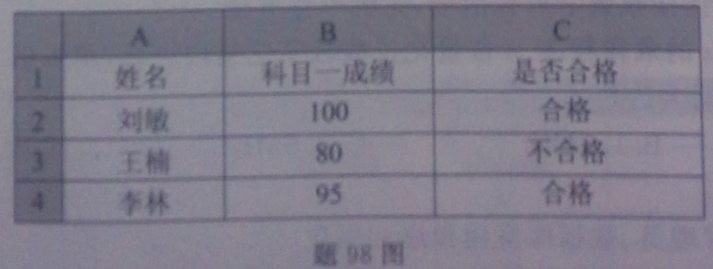 A B C
1 姓名 科目一成绩 是否合格
2 刘敏 100 合格
3 王楠 80 不合格
4 李林 95 合格
题 98 图